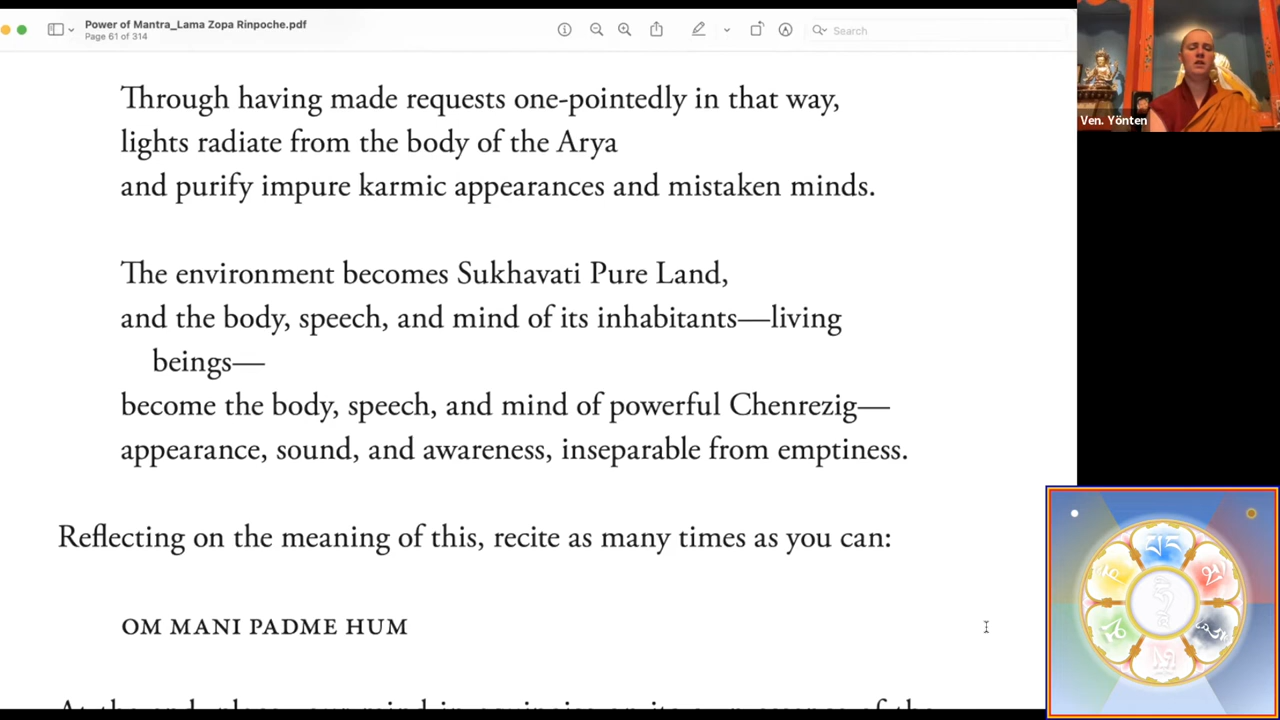 Power of Mantra_Lama Zopa Rinpoche.pdf
Page 61 of 314
Search
Through having made requests one-pointedly in that way,
lights radiate from the body of the Arya
and purify impure karmic appearances and mistaken minds.
The environment becomes Sukhavati Pure Land,
and the body, speech, and mind of its inhabitants—living
beings—
become the body, speech, and mind of powerful Chenrezig—
appearance, sound, and awareness, inseparable from emptiness.
Reflecting on the meaning of this, recite as many times as you can:
OM MANI PADME HUM
Ven. Yönten